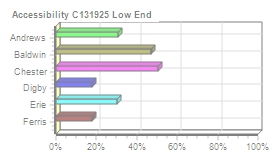 Accessibility C131925 Low End
Andrews
Baldwin
Chester
Digby
Erie
Ferris
0% 20% 40% 60% 80% 100%